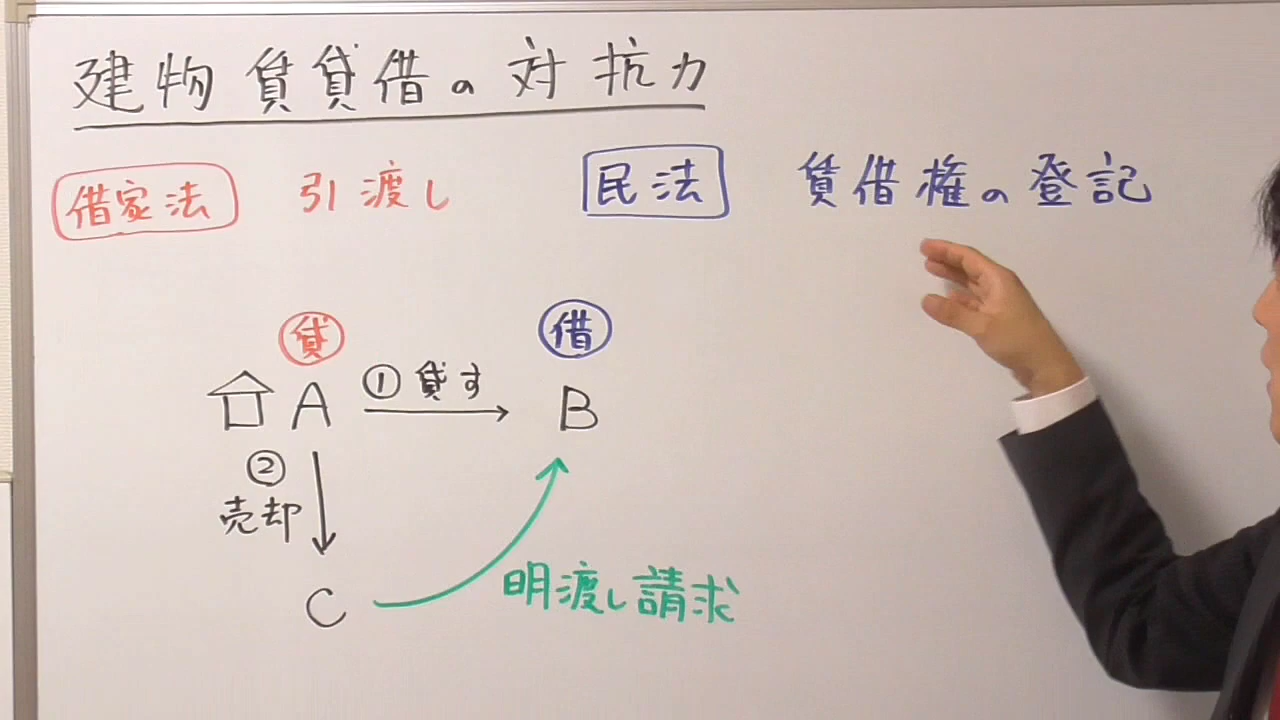 建物賃貸借の対抗力
借家法 引渡し 民法 賃借権の登記
貸 借
A ①貸す B
②
売却
C 明渡し請求